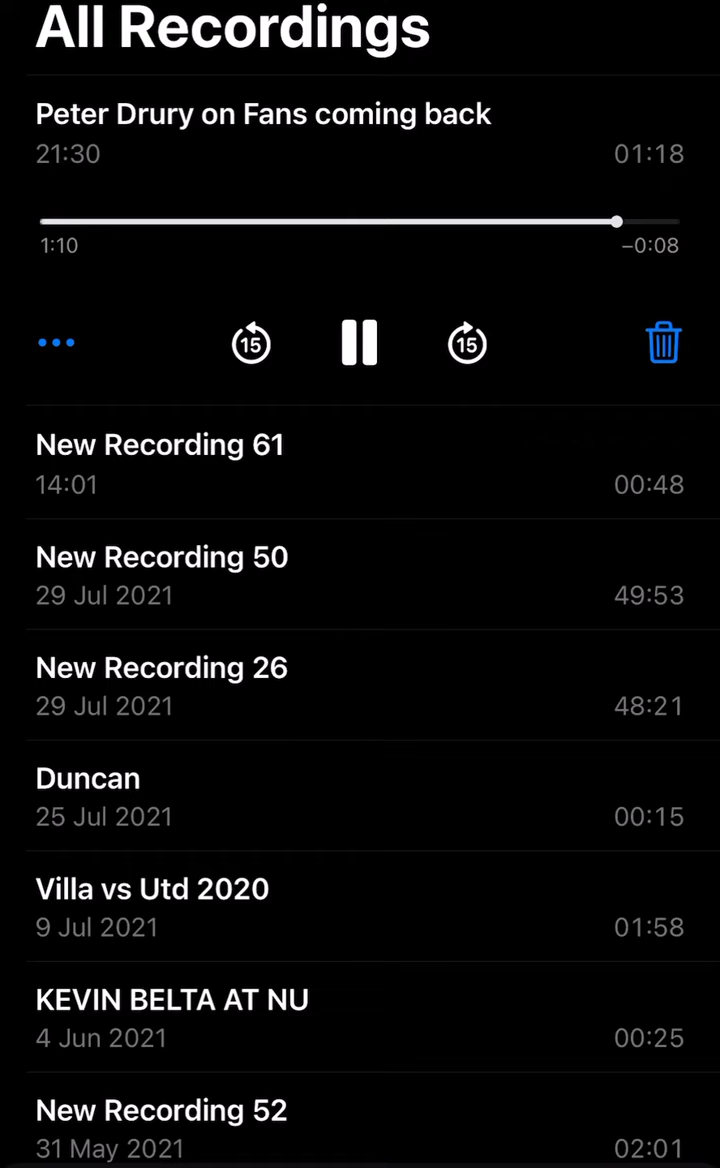 All Recordings
Peter Drury on Fans coming back
21:30 01:18
1:10 −0:08
15 15
New Recording 61
14:01 00:48
New Recording 50
29 Jul 2021 49:53
New Recording 26
29 Jul 2021 48:21
Duncan
25 Jul 2021 00:15
Villa vs Utd 2020
9 Jul 2021 01:58
KEVIN BELTA AT NU
4 Jun 2021 00:25
New Recording 52
31 May 2021 02:01